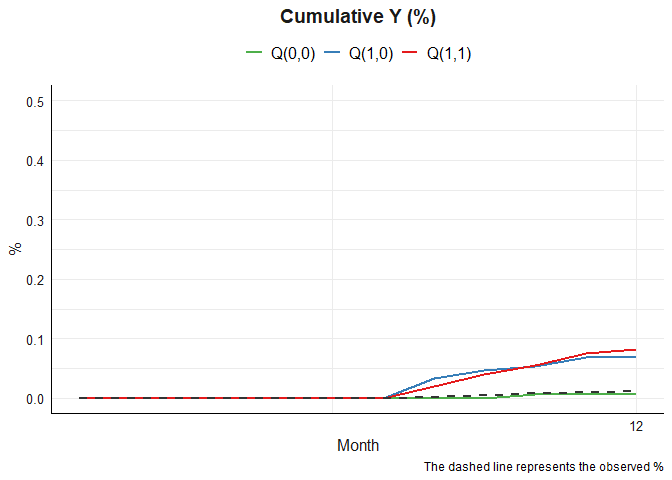 Cumulative Y (%)
Q(0,0) Q(1,0) Q(1,1)
0.5
0.4
0.3
0.2
0.1
0.0
%
12
Month
The dashed line represents the observed %